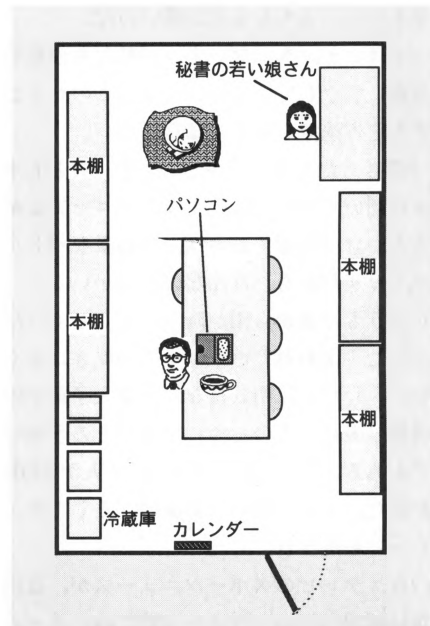 秘書の若い娘さん
本棚
パソコン
本棚
本棚
本棚
冷蔵庫
カレンダー